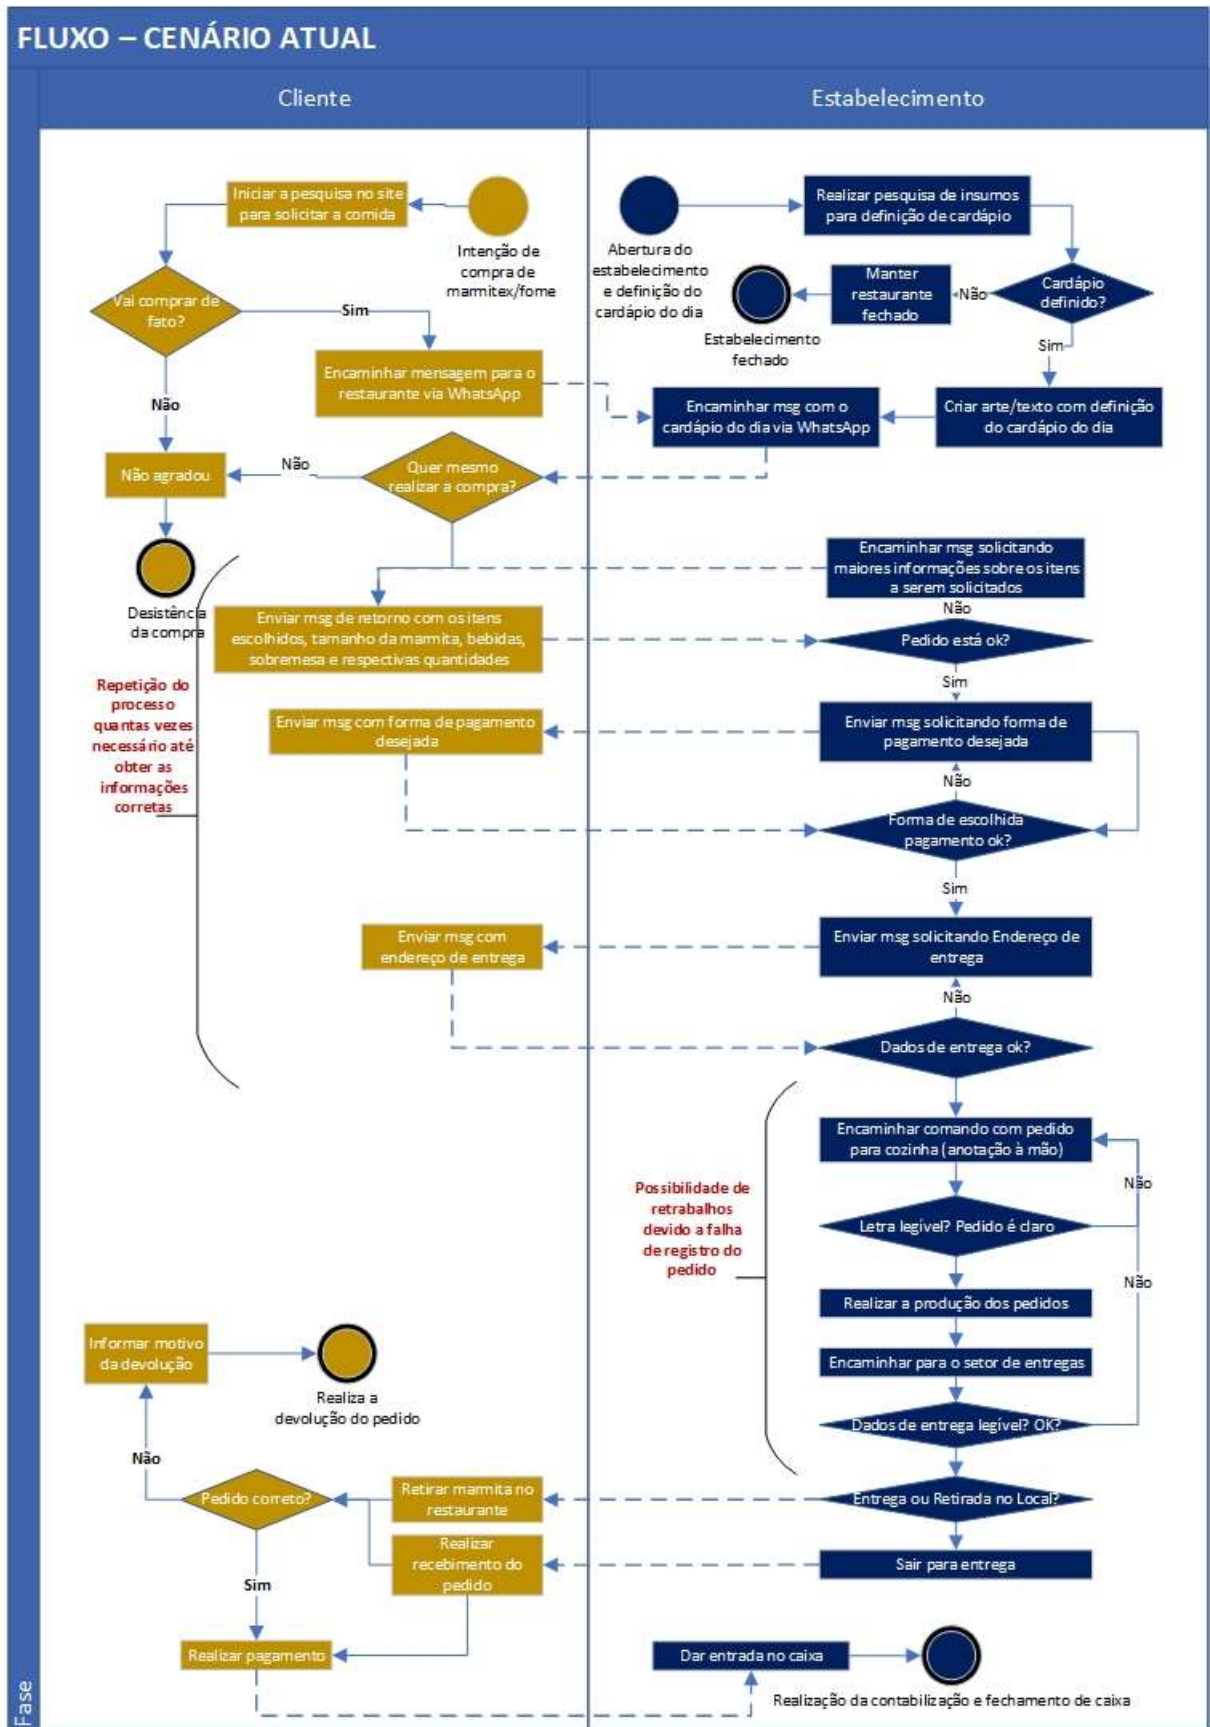 FLUXO – CENÁRIO ATUAL
Cliente
Estabelecimento
Iniciar a pesquisa no site
para solicitar a comida
Intenção de
compra de
marmitex/fome
Abertura do
estabelecimento
e definição do
cardápio do dia
Realizar pesquisa de insumos
para definição de cardápio
Vai comprar de
fato?
Sim
Não
Cardápio
definido?
Não
Manter
restaurante
fechado
Estabelecimento
fechado
Sim
Encaminhar mensagem para o
restaurante via WhatsApp
Encaminhar msg com o
cardápio do dia via WhatsApp
Criar arte/texto com definição
do cardápio do dia
Não agradou
Não
Quer mesmo
realizar a compra?
Desistência
da compra
Encaminhar msg solicitando
maiores informações sobre os itens
a serem solicitados
Não
Enviar msg de retorno com os itens
escolhidos, tamanho da marmita, bebidas,
sobremesa e respectivas quantidades
Pedido está ok?
Sim
Repetição do
processo
quantas vezes
necessário até
obter as
informações
corretas
Enviar msg com forma de pagamento
desejada
Enviar msg solicitando forma de
pagamento desejada
Não
Forma de escolhida
pagamento ok?
Sim
Enviar msg com
endereço de entrega
Enviar msg solicitando Endereço de
entrega
Não
Dados de entrega ok?
Encaminhar comando com pedido
para cozinha (anotação à mão)
Não
Possibilidade de
retrabalhos
devido a falha
de registro do
pedido
Letra legível? Pedido é claro
Não
Realizar a produção dos pedidos
Encaminhar para o setor de entregas
Dados de entrega legível? OK?
Informar motivo
da devolução
Realiza a
devolução do pedido
Não
Pedido correto?
Retirar marmita no
restaurante
Entrega ou Retirada no Local?
Realizar
recebimento do
pedido
Sair para entrega
Sim
Realizar pagamento
Dar entrada no caixa
Realização da contabilização e fechamento de caixa
Fase